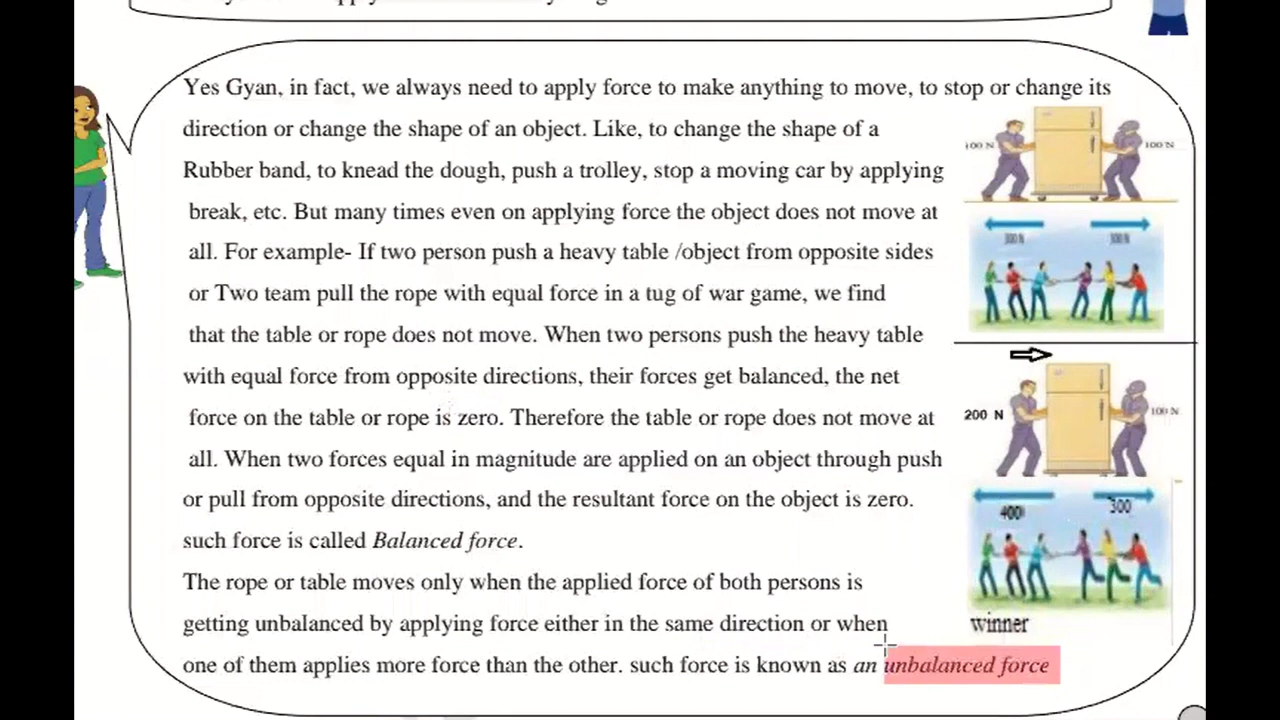 Yes Gyan, in fact, we always need to apply force to make anything to move, to stop or change its
direction or change the shape of an object. Like, to change the shape of a
Rubber band, to knead the dough, push a trolley, stop a moving car by applying
break, etc. But many times even on applying force the object does not move at
all. For example- If two person push a heavy table /object from opposite sides
or Two team pull the rope with equal force in a tug of war game, we find
that the table or rope does not move. When two persons push the heavy table
with equal force from opposite directions, their forces get balanced, the net
force on the table or rope is zero. Therefore the table or rope does not move at
all. When two forces equal in magnitude are applied on an object through push
or pull from opposite directions, and the resultant force on the object is zero.
such force is called Balanced force.
The rope or table moves only when the applied force of both persons is
getting unbalanced by applying force either in the same direction or when
one of them applies more force than the other. such force is known as an unbalanced force
100 N 100 N
300 N 300 N
200 N 100 N
400 300
winner